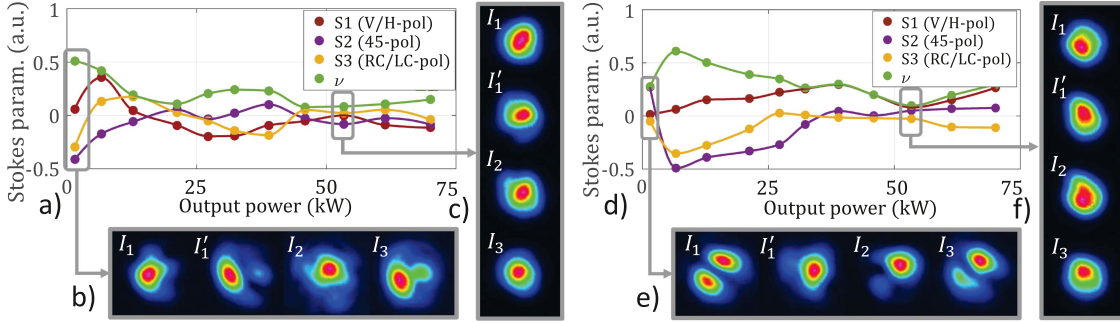 1
0.5
0
-0.5
Stokes param. (a.u.)
S1 (V/H-pol)
S2 (45-pol)
S3 (RC/LC-pol)
ν
0
25
50
75
Output power (kW)
a)
b)
I₁
I₁′
I₂
I₃
c)
I₁
I₁′
I₂
I₃
1
0.5
0
-0.5
Stokes param. (a.u.)
S1 (V/H-pol)
S2 (45-pol)
S3 (RC/LC-pol)
ν
0
25
50
75
Output power (kW)
d)
e)
I₁
I₁′
I₂
I₃
f)
I₁
I₁′
I₂
I₃